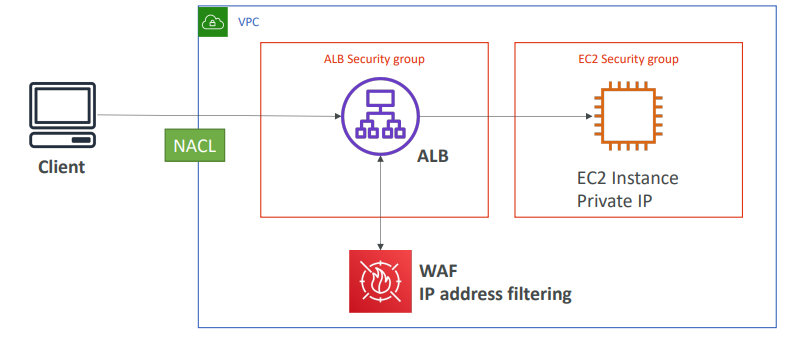 VPC
ALB Security group
EC2 Security group
NACL
Client
ALB
EC2 Instance
Private IP
WAF
IP address filtering